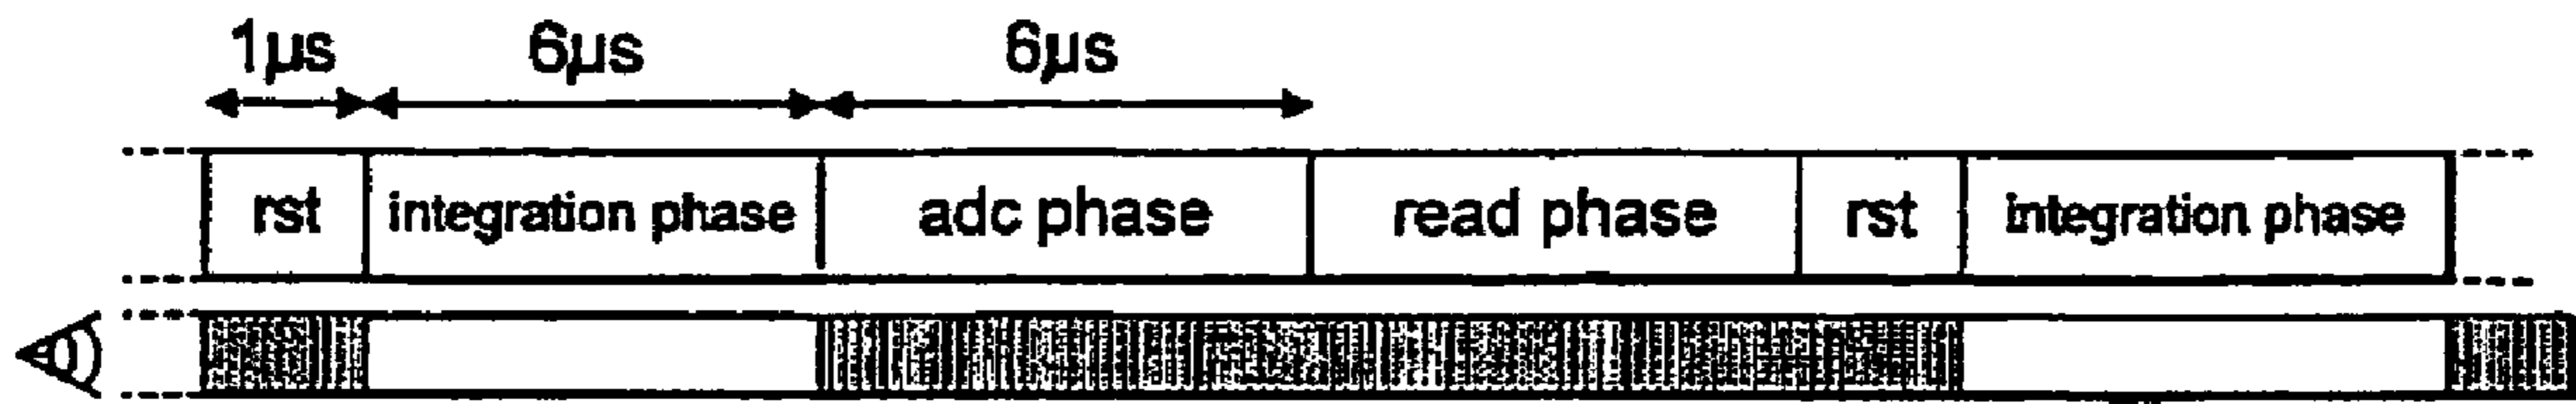 1µs 6µs 6µs
rst integration phase adc phase read phase rst integration phase